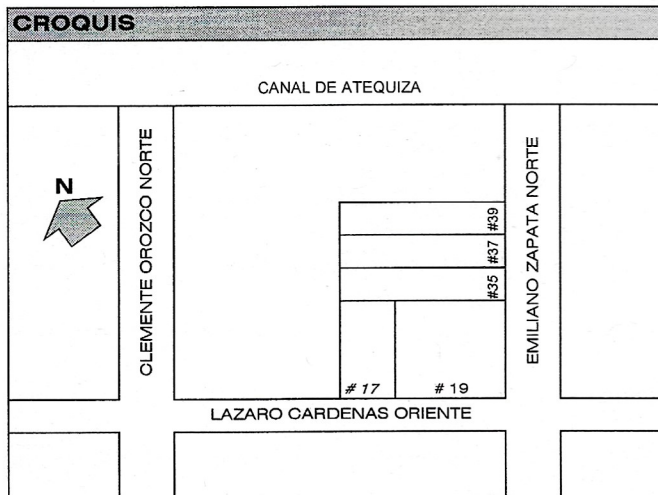 CROQUIS
CANAL DE ATEQUIZA
CLEMENTE OROZCO NORTE
N
#39
#37
#35
EMILIANO ZAPATA NORTE
# 17
# 19
LAZARO CARDENAS ORIENTE